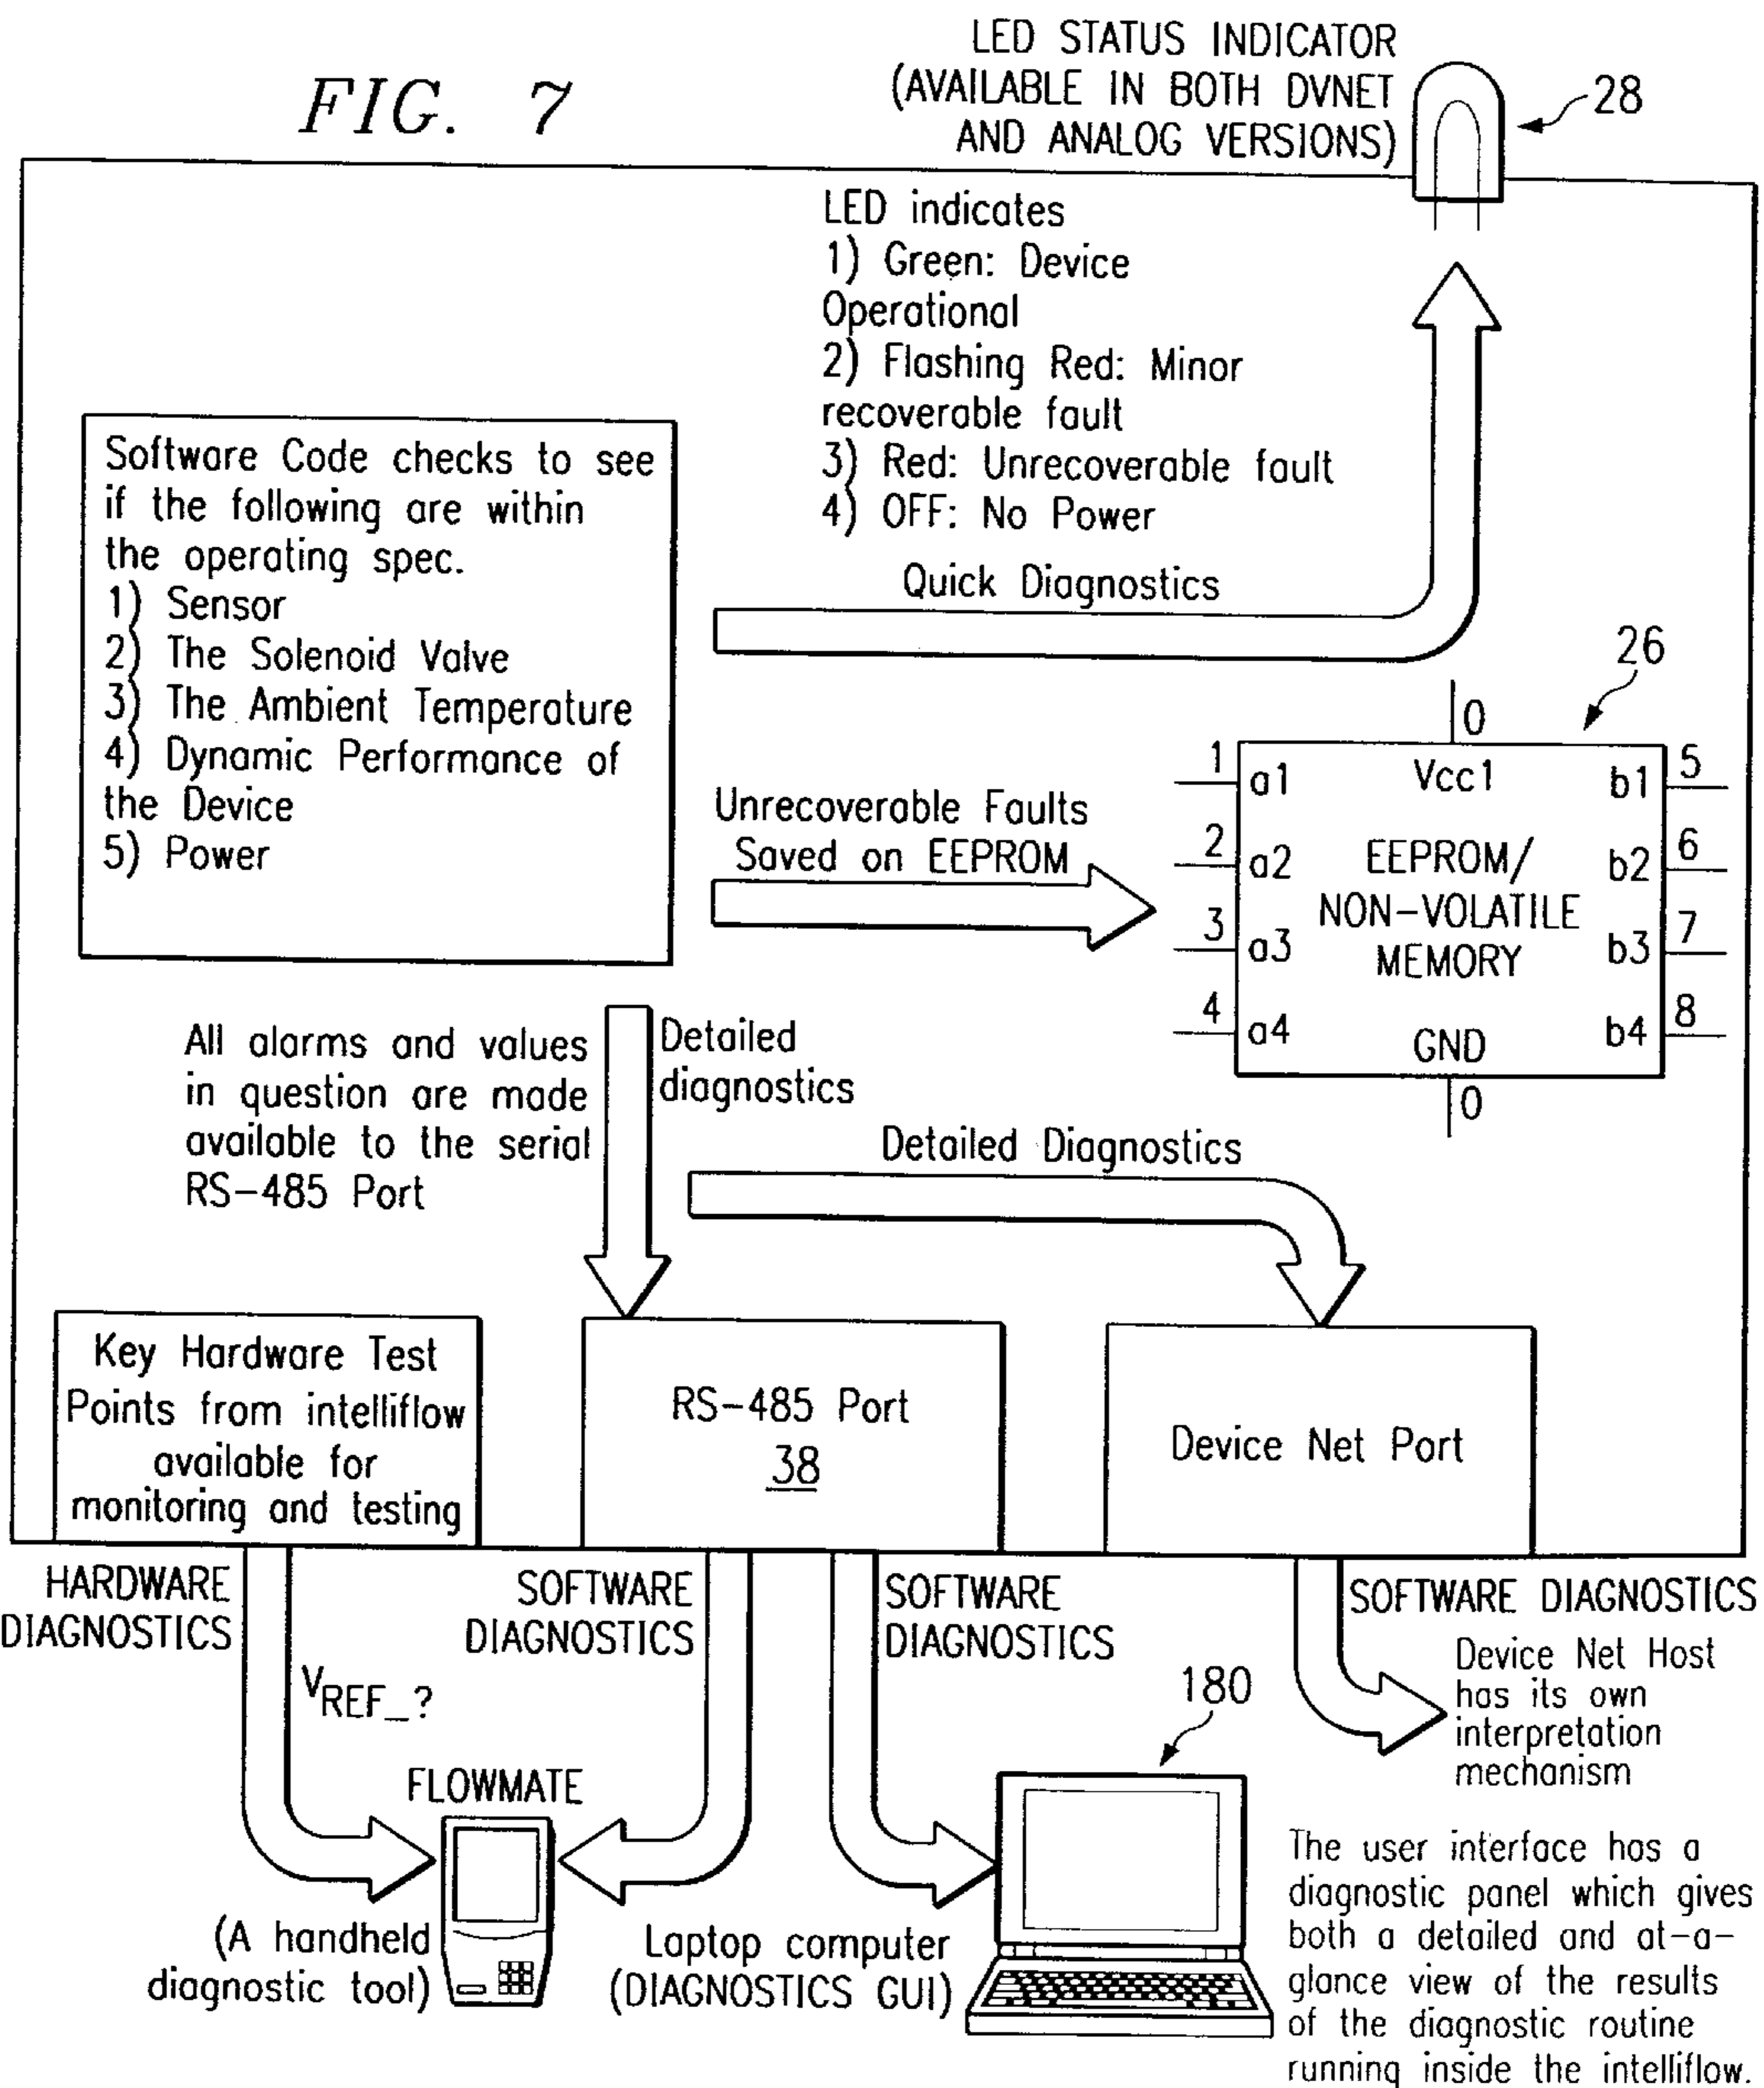 FIG. 7
LED STATUS INDICATOR
(AVAILABLE IN BOTH DVNET
AND ANALOG VERSIONS)
28
LED indicates
1) Green: Device
Operational
2) Flashing Red: Minor
recoverable fault
3) Red: Unrecoverable fault
4) OFF: No Power
Quick Diagnostics
Software Code checks to see
if the following are within
the operating spec.
1) Sensor
2) The Solenoid Valve
3) The Ambient Temperature
4) Dynamic Performance of
the Device
5) Power
Unrecoverable Faults
Saved on EEPROM
26
0
1 a1 Vcc1 b1 5
2 a2 EEPROM/ b2 6
NON-VOLATILE
3 a3 MEMORY b3 7
4 a4 GND b4 8
0
All alarms and values
in question are made
available to the serial
RS-485 Port
Detailed
diagnostics
Detailed Diagnostics
Key Hardware Test
Points from intelliflow
available for
monitoring and testing
RS-485 Port
38
Device Net Port
HARDWARE
DIAGNOSTICS
SOFTWARE
DIAGNOSTICS
SOFTWARE
DIAGNOSTICS
SOFTWARE DIAGNOSTICS
Device Net Host
has its own
interpretation
mechanism
VREF_?
180
FLOWMATE
(A handheld
diagnostic tool)
Laptop computer
(DIAGNOSTICS GUI)
The user interface has a
diagnostic panel which gives
both a detailed and at-a-
glance view of the results
of the diagnostic routine
running inside the intelliflow.